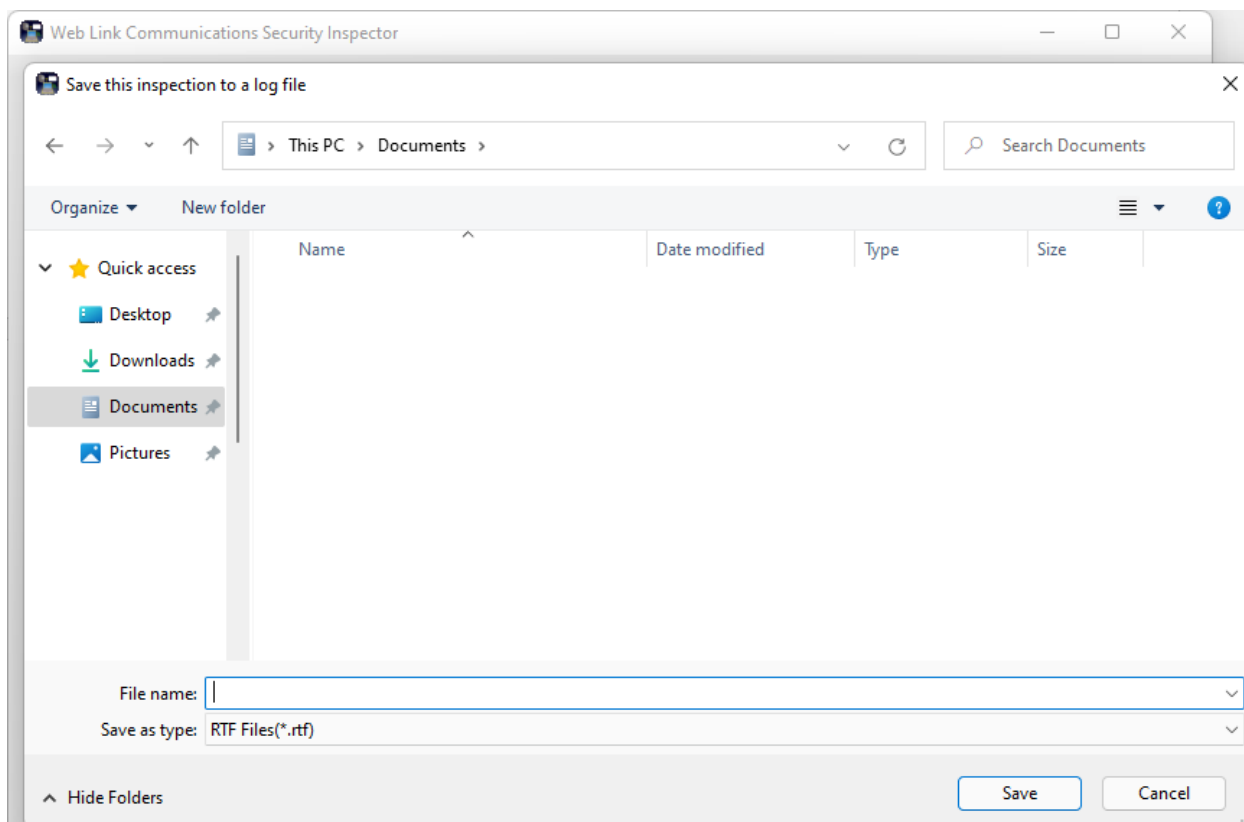 Web Link Communications Security Inspector
Save this inspection to a log file
This PC > Documents >
Search Documents
Organize
New folder
?
Name
Date modified
Type
Size
Quick access
Desktop
Downloads
Documents
Pictures
File name:
Save as type: RTF Files(*.rtf)
Hide Folders
Save
Cancel